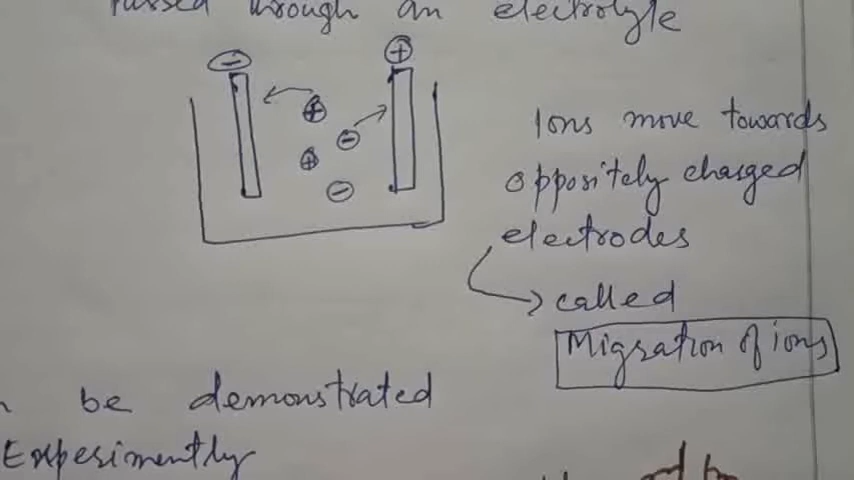 Passed through an electrolyte
− +
+
−
+
−
Ions move towards
oppositely charged
electrodes
called
Migration of ions
be demonstrated
Experimently